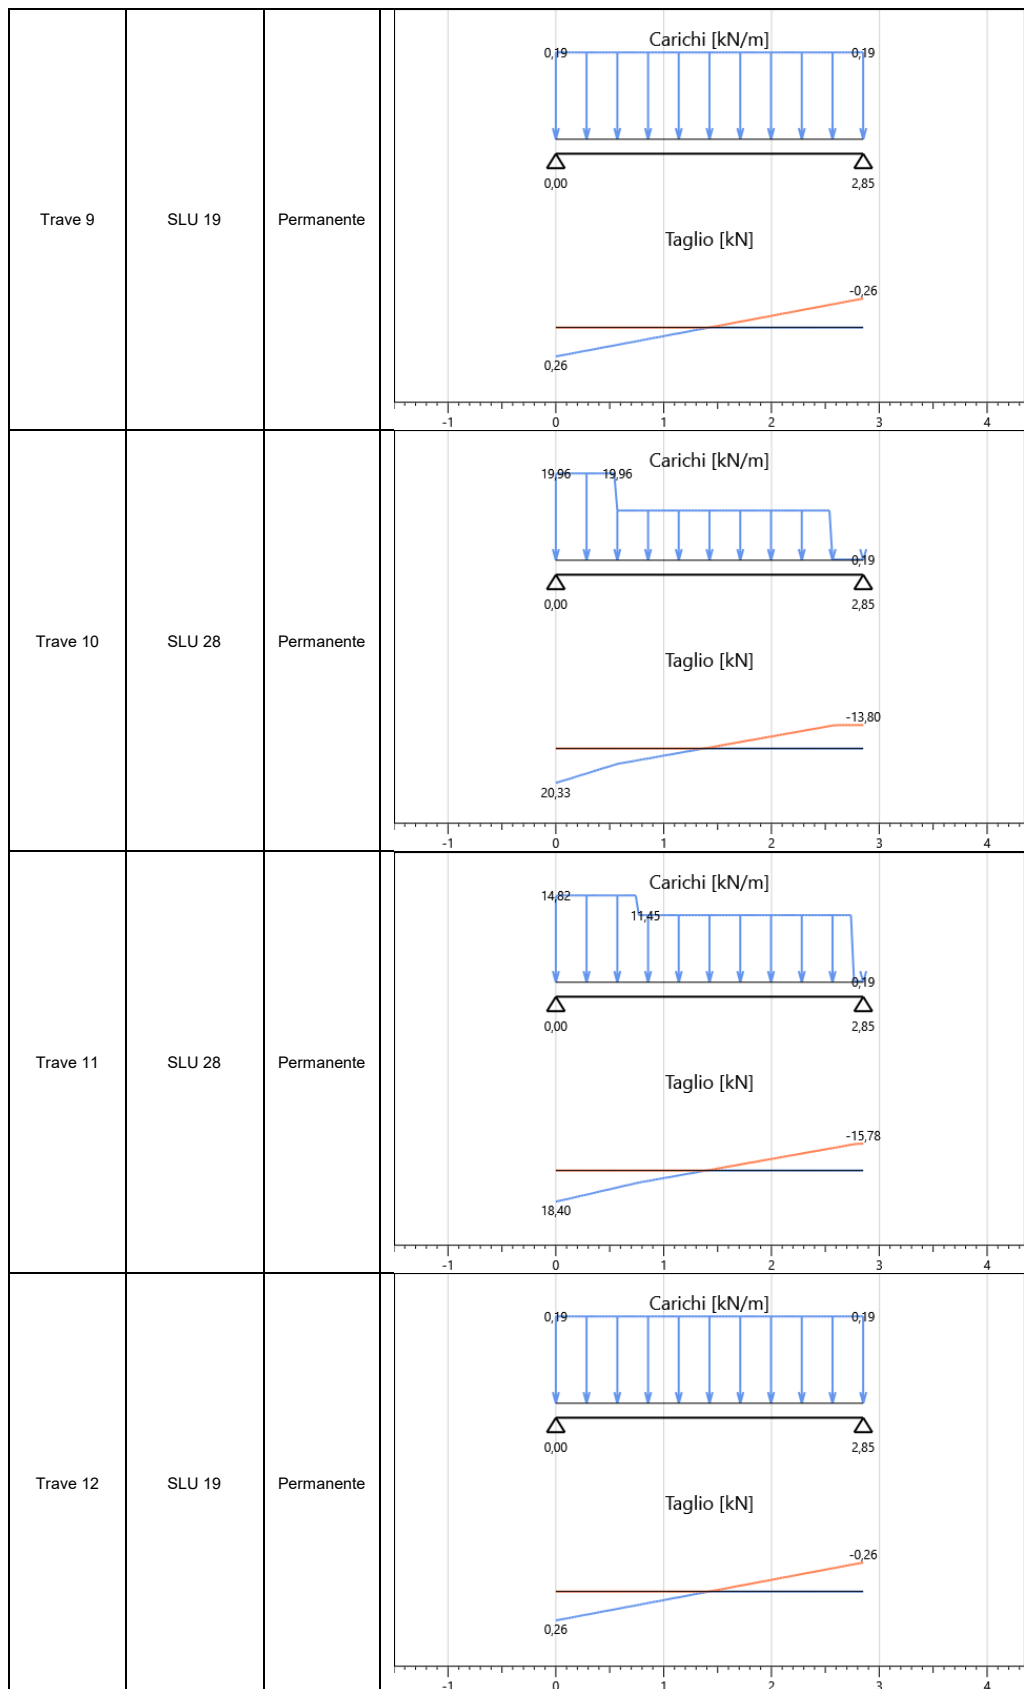 Carichi [kN/m]
0,19 0,19
0,00 2,85
Trave 9 SLU 19 Permanente
Taglio [kN]
-0,26
0,26
-1 0 1 2 3 4
Carichi [kN/m]
19,96 19,96
0,19
0,00 2,85
Trave 10 SLU 28 Permanente
Taglio [kN]
-13,80
20,33
-1 0 1 2 3 4
Carichi [kN/m]
14,82
11,45
0,19
0,00 2,85
Trave 11 SLU 28 Permanente
Taglio [kN]
-15,78
18,40
-1 0 1 2 3 4
Carichi [kN/m]
0,19 0,19
0,00 2,85
Trave 12 SLU 19 Permanente
Taglio [kN]
-0,26
0,26
-1 0 1 2 3 4